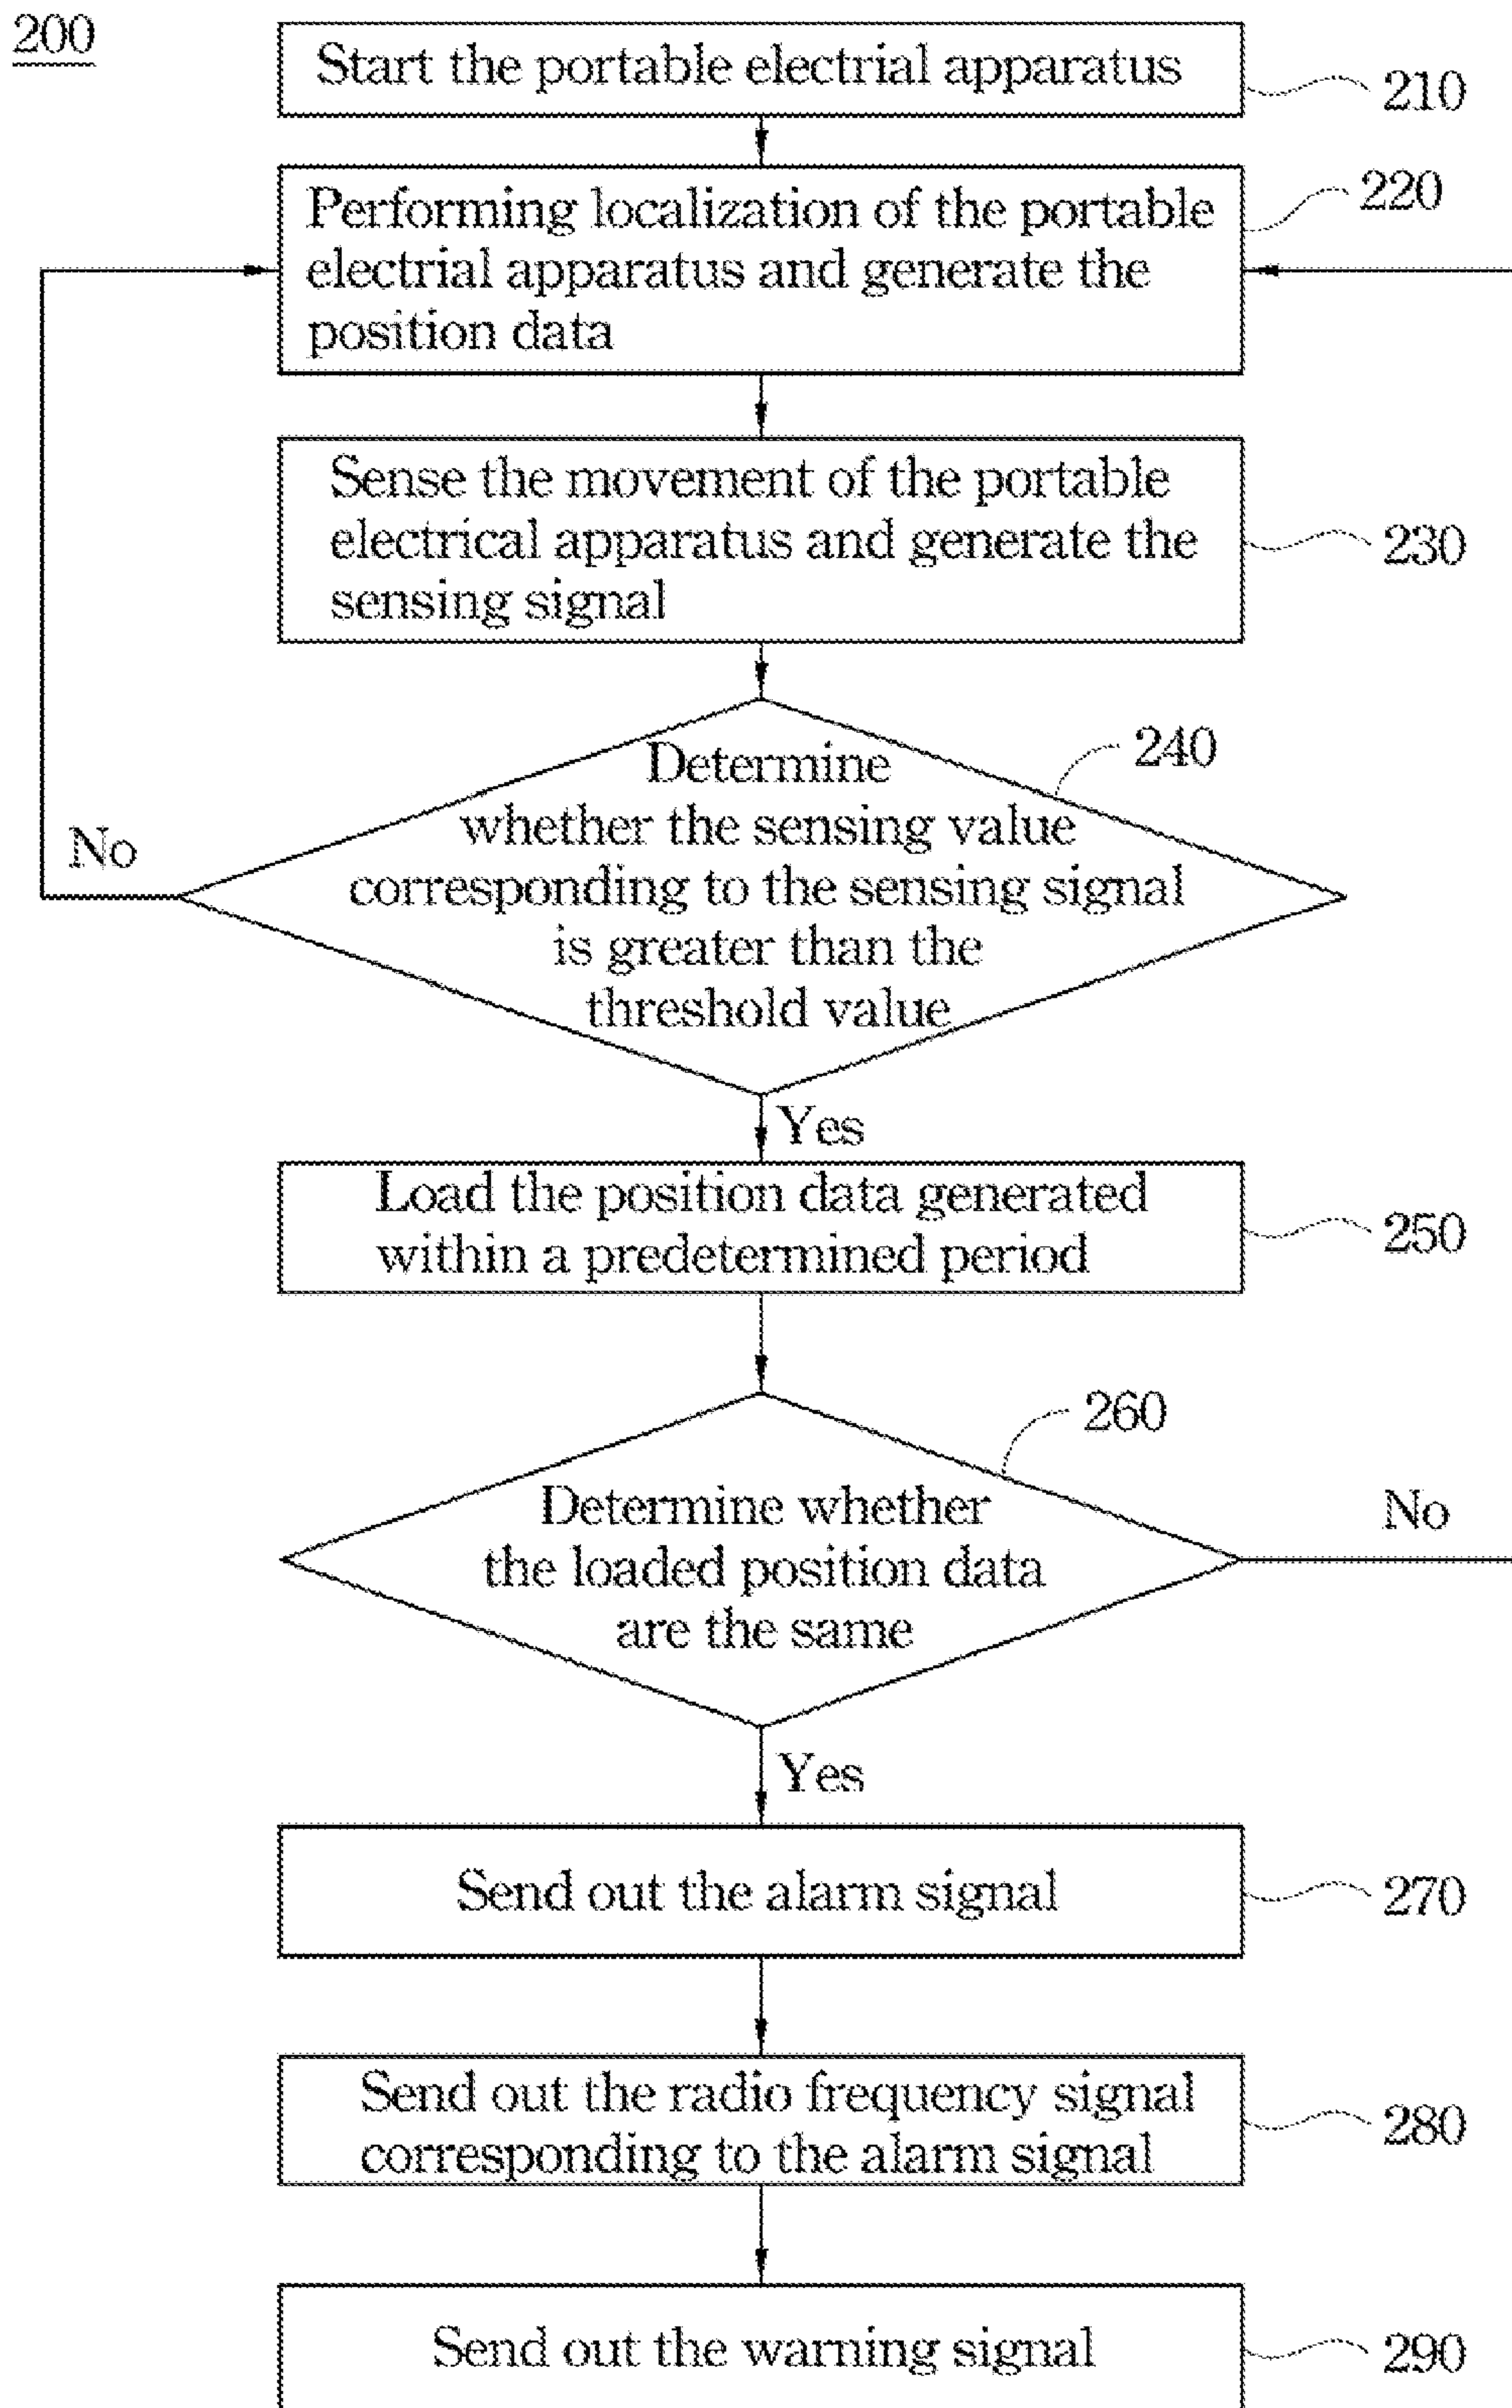 200
Start the portable electrial apparatus
210
Performing localization of the portable
electrial apparatus and generate the
position data
220
Sense the movement of the portable
electrical apparatus and generate the
sensing signal
230
Determine
whether the sensing value
corresponding to the sensing signal
is greater than the
threshold value
240
No
Yes
Load the position data generated
within a predetermined period
250
Determine whether
the loaded position data
are the same
260
No
Yes
Send out the alarm signal
270
Send out the radio frequency signal
corresponding to the alarm signal
280
Send out the warning signal
290